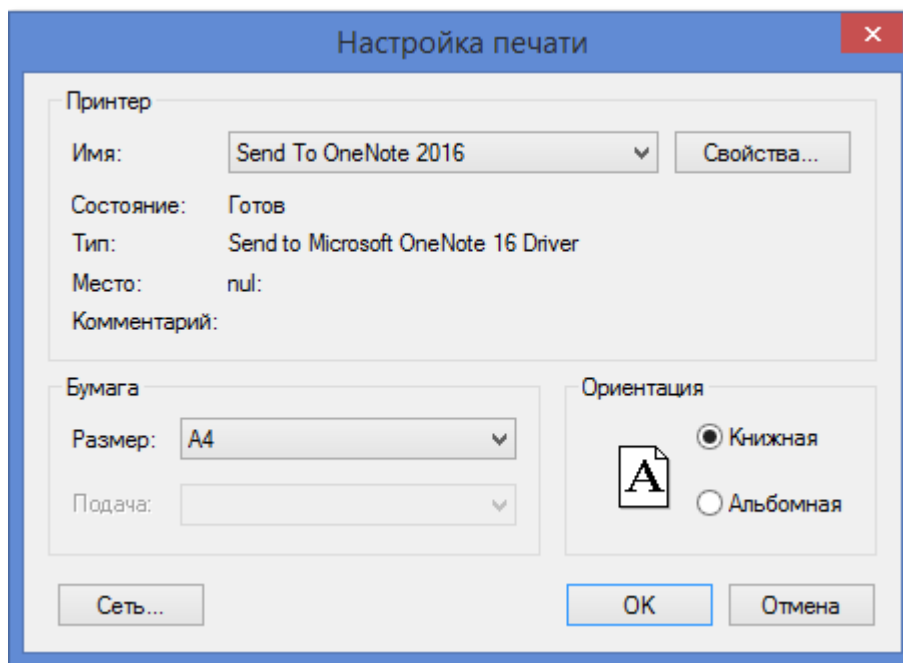 Настройка печати
Принтер
Имя: Send To OneNote 2016 Свойства...
Состояние: Готов
Тип: Send to Microsoft OneNote 16 Driver
Место: nul:
Комментарий:
Бумага
Размер: A4
Подача:
Ориентация
A
Книжная
Альбомная
Сеть... OK Отмена